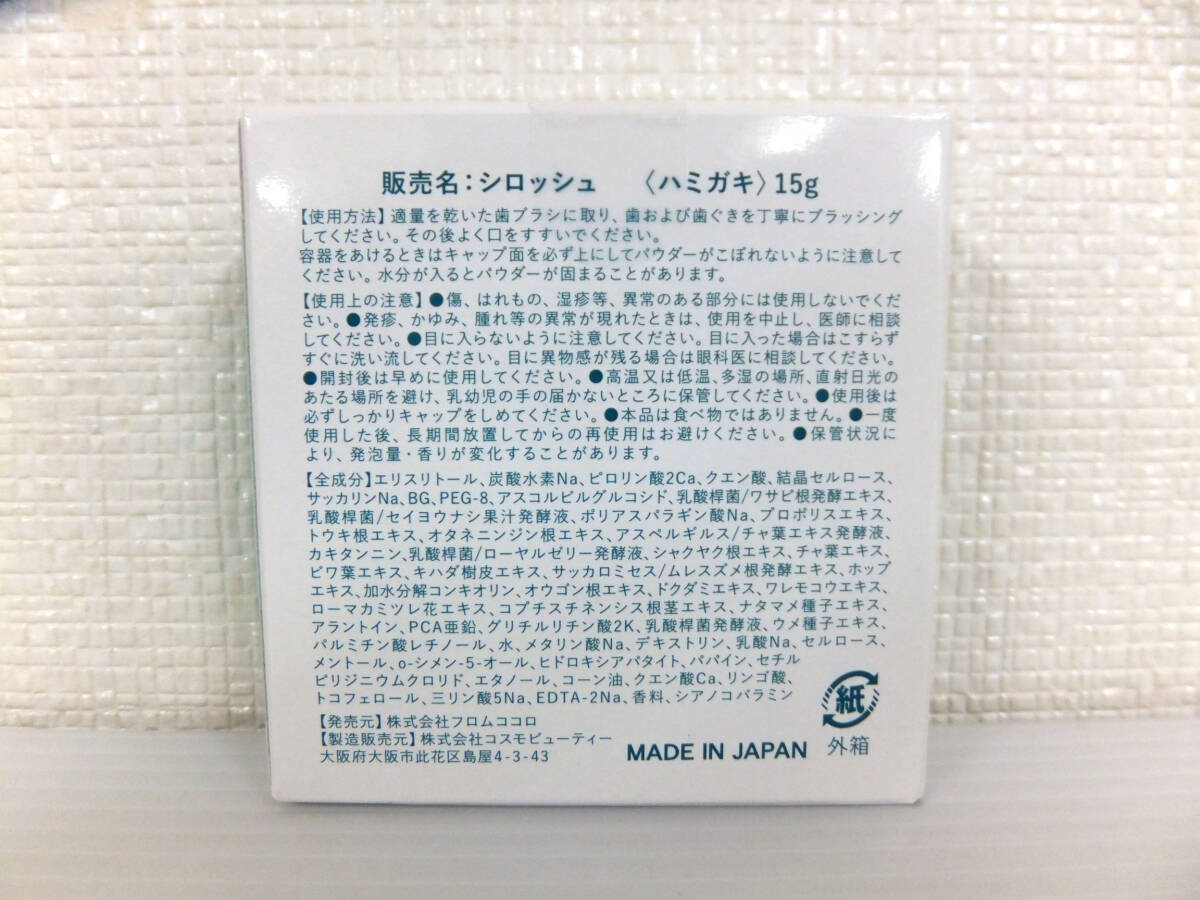 販売名：シロッシュ　〈ハミガキ〉15g
【使用方法】適量を乾いた歯ブラシに取り、歯および歯ぐきを丁寧にブラッシング
してください。その後よく口をすすいでください。
容器をあけるときはキャップ面を必ず上にしてパウダーがこぼれないように注意して
ください。水分が入るとパウダーが固まることがあります。
【使用上の注意】●傷、はれもの、湿疹等、異常のある部分には使用しないでくだ
さい。●発疹、かゆみ、腫れ等の異常が現れたときは、使用を中止し、医師に相談
してください。●目に入らないように注意してください。目に入った場合はこすらず
すぐに洗い流してください。目に異物感が残る場合は眼科医に相談してください。
●開封後は早めに使用してください。●高温又は低温、多湿の場所、直射日光の
あたる場所を避け、乳幼児の手の届かないところに保管してください。●使用後は
必ずしっかりキャップをしめてください。●本品は食べ物ではありません。●一度
使用した後、長期間放置してからの再使用はお避けください。●保管状況に
より、発泡量・香りが変化することがあります。
【全成分】エリスリトール、炭酸水素Na、ピロリン酸2Ca、クエン酸、結晶セルロース、
サッカリンNa、BG、PEG-8、アスコルビルグルコシド、乳酸桿菌/ワサビ根発酵エキス、
乳酸桿菌/セイヨウナシ果汁発酵液、ポリアスパラギン酸Na、プロポリスエキス、
トウキ根エキス、オタネニンジン根エキス、アスペルギルス/チャ葉エキス発酵液、
カキタンニン、乳酸桿菌/ローヤルゼリー発酵液、シャクヤク根エキス、チャ葉エキス、
ビワ葉エキス、キハダ樹皮エキス、サッカロミセス/ムレスズメ根発酵エキス、ホップ
エキス、加水分解コンキオリン、オウゴン根エキス、ドクダミエキス、ワレモコウエキス、
ローマカミツレ花エキス、コプチスチネンシス根茎エキス、ナタマメ種子エキス、
アラントイン、PCA亜鉛、グリチルリチン酸2K、乳酸桿菌発酵液、ウメ種子エキス、
パルミチン酸レチノール、水、メタリン酸Na、デキストリン、乳酸Na、セルロース、
メントール、o-シメン-5-オール、ヒドロキシアパタイト、パパイン、セチル
ピリジニウムクロリド、エタノール、コーン油、クエン酸Ca、リンゴ酸、
トコフェロール、三リン酸5Na、EDTA-2Na、香料、シアノコバラミン
【発売元】株式会社フロムココロ
【製造販売元】株式会社コスモビューティー
大阪府大阪市此花区島屋4-3-43
MADE IN JAPAN
紙
外箱